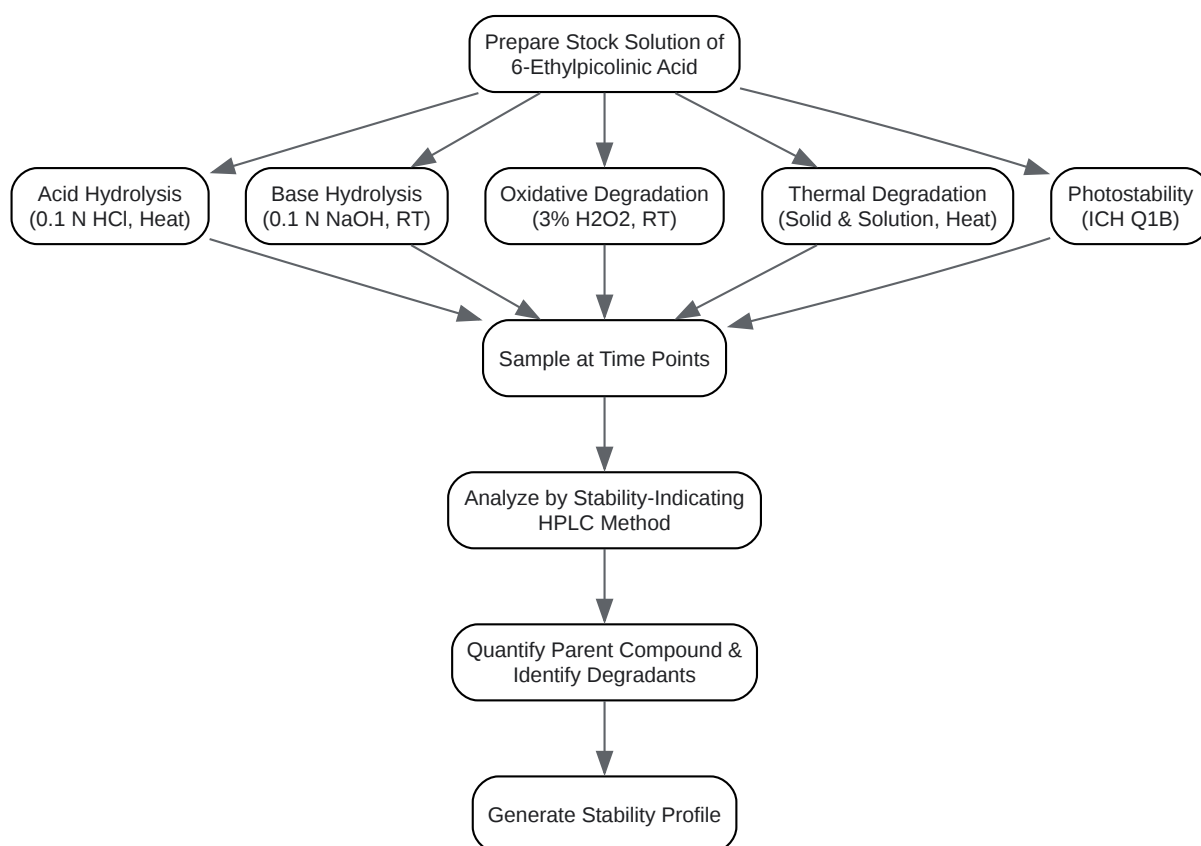 Prepare Stock Solution of
6-Ethylpicolinic Acid
Acid Hydrolysis
(0.1 N HCl, Heat)
Base Hydrolysis
(0.1 N NaOH, RT)
Oxidative Degradation
(3% H2O2, RT)
Thermal Degradation
(Solid & Solution, Heat)
Photostability
(ICH Q1B)
Sample at Time Points
Analyze by Stability-Indicating
HPLC Method
Quantify Parent Compound &
Identify Degradants
Generate Stability Profile